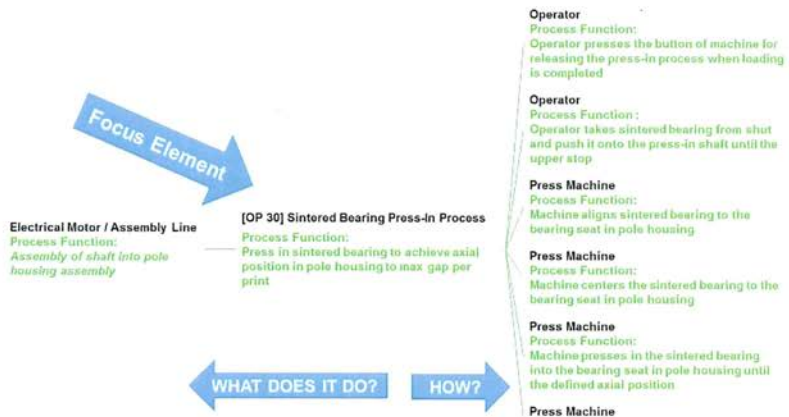 Focus Element
Electrical Motor / Assembly Line
Process Function:
Assembly of shaft into pole
housing assembly
[OP 30] Sintered Bearing Press-In Process
Process Function:
Press in sintered bearing to achieve axial
position in pole housing to max gap per
print
Operator
Process Function:
Operator presses the button of machine for
releasing the press-in process when loading
is completed
Operator
Process Function :
Operator takes sintered bearing from shut
and push it onto the press-in shaft until the
upper stop
Press Machine
Process Function:
Machine aligns sintered bearing to the
bearing seat in pole housing
Press Machine
Process Function:
Machine centers the sintered bearing to the
bearing seat in pole housing
Press Machine
Process Function:
Machine presses in the sintered bearing
into the bearing seat in pole housing until
the defined axial position
Press Machine
WHAT DOES IT DO?
HOW?